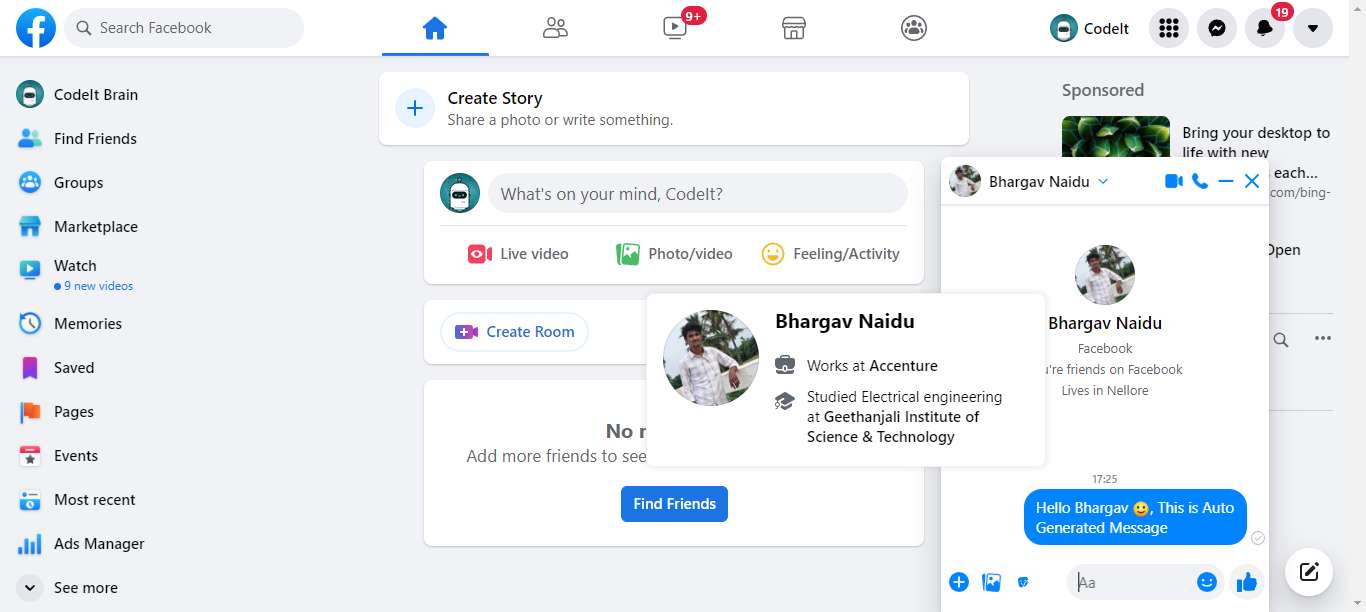 Search Facebook
9+
CodeIt
19
CodeIt Brain
Find Friends
Groups
Marketplace
Watch
9 new videos
Memories
Saved
Pages
Events
Most recent
Ads Manager
See more
Create Story
Share a photo or write something.
What's on your mind, CodeIt?
Live video
Photo/video
Feeling/Activity
Create Room
No
Add more friends to see
Find Friends
Bhargav Naidu
Works at Accenture
Studied Electrical engineering
at Geethanjali Institute of
Science & Technology
Sponsored
Bring your desktop to
life with new
each...
.com/bing-
Open
Bhargav Naidu
Bhargav Naidu
Facebook
're friends on Facebook
Lives in Nellore
17:25
Hello Bhargav 🙂, This is Auto
Generated Message
Aa